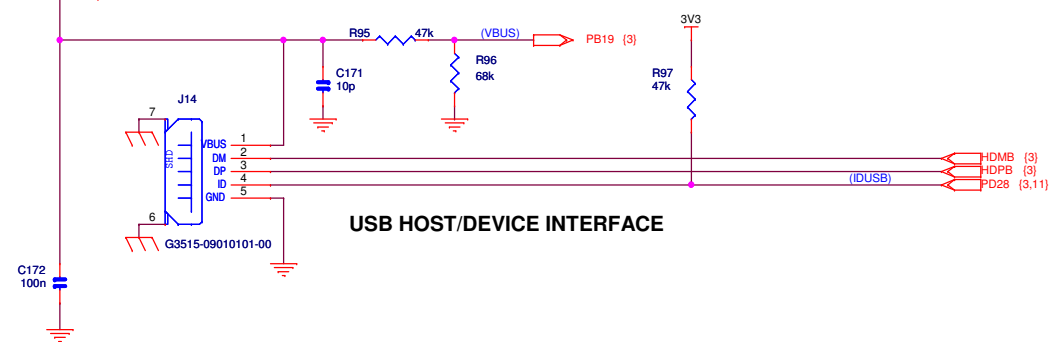 3V3
R95 47k (VBUS) PB19 {3}
R96
68k
C171
10p
R97
47k
J14
7
SHD
VBUS 1
DM 2
DP 3
ID 4
GND 5
6
HDMB {3}
HDPB {3}
(IDUSB) PD28 {3,11}
USB HOST/DEVICE INTERFACE
G3515-09010101-00
C172
100n